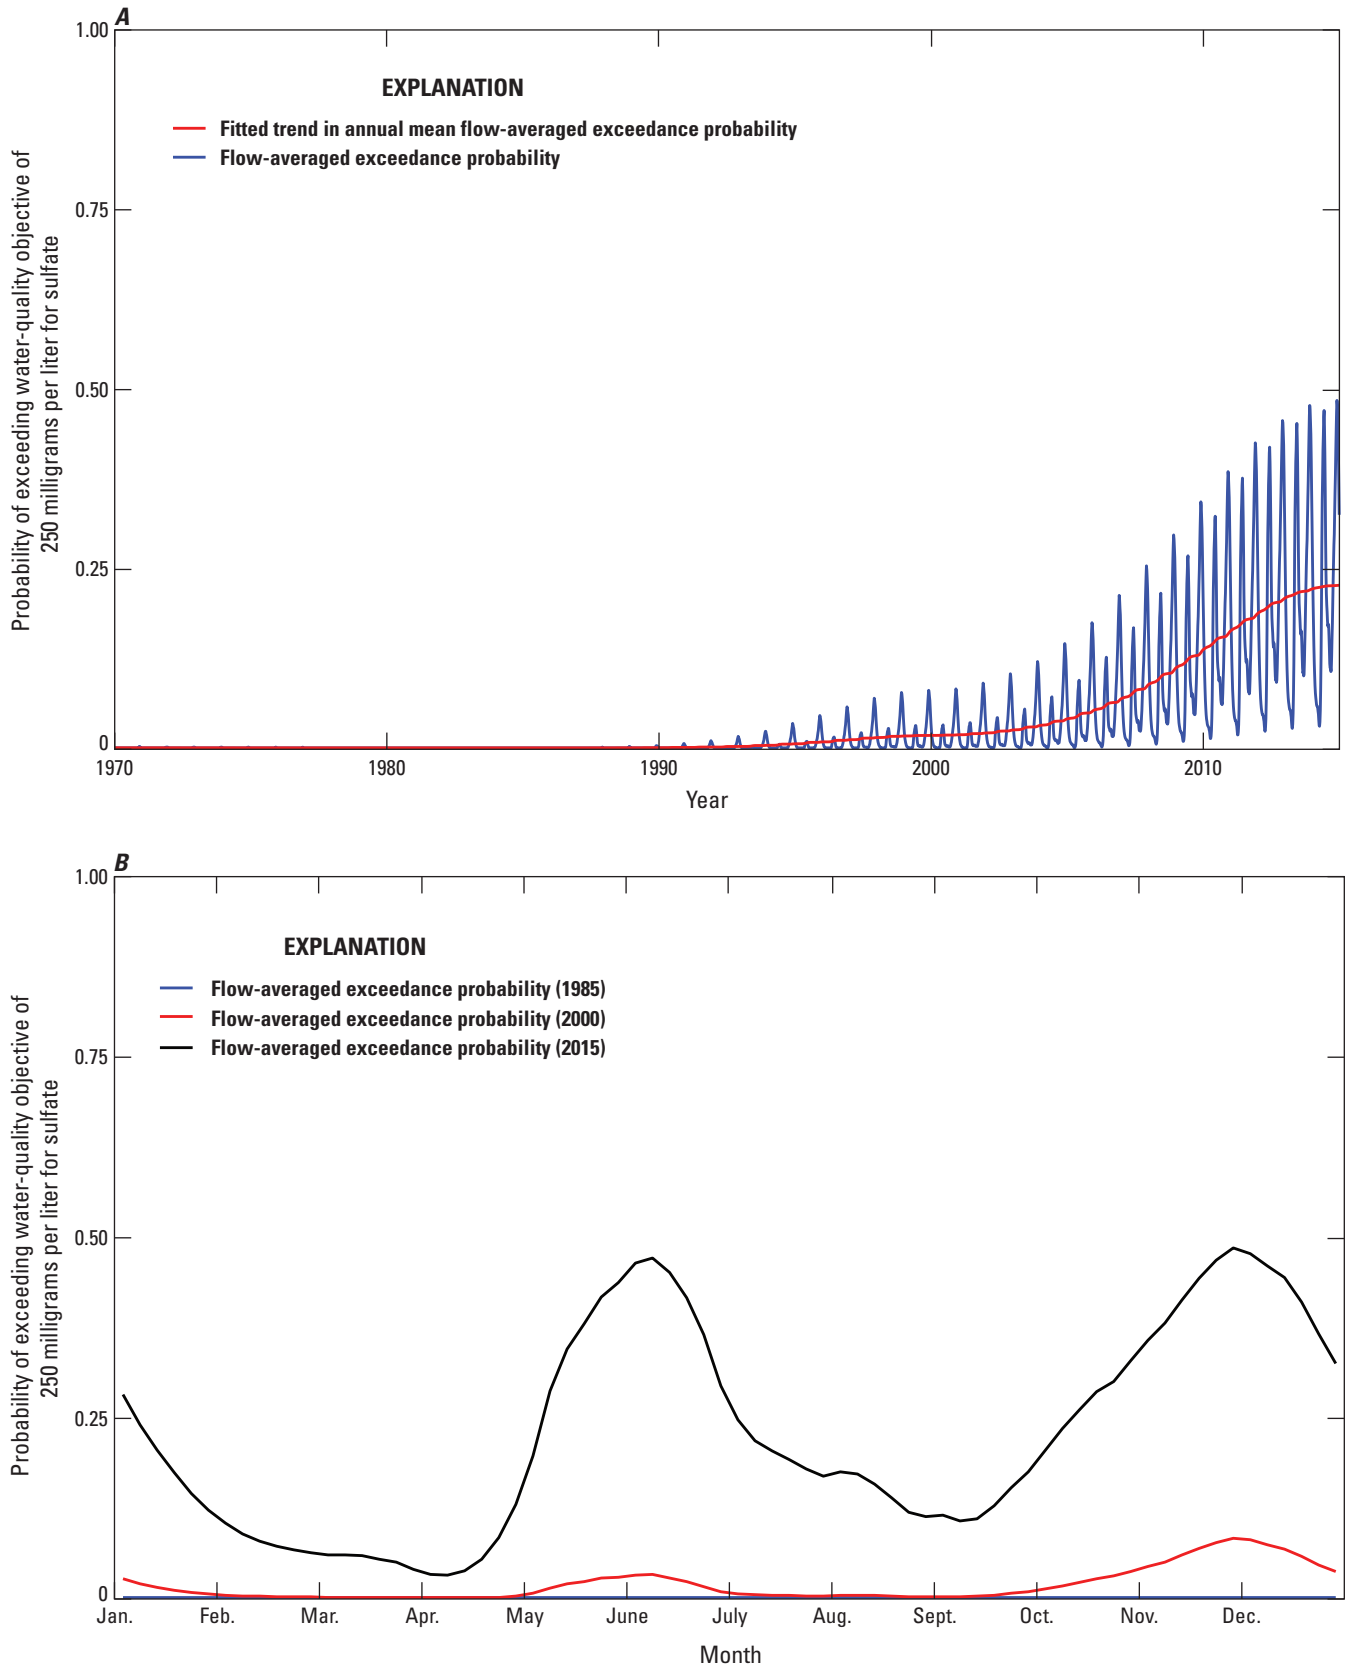 A
1.00
0.75
0.50
0.25
0
Probability of exceeding water-quality objective of
250 milligrams per liter for sulfate
EXPLANATION
Fitted trend in annual mean flow-averaged exceedance probability
Flow-averaged exceedance probability
1970 1980 1990 2000 2010
Year
B
1.00
0.75
0.50
0.25
0
Probability of exceeding water-quality objective of
250 milligrams per liter for sulfate
EXPLANATION
Flow-averaged exceedance probability (1985)
Flow-averaged exceedance probability (2000)
Flow-averaged exceedance probability (2015)
Jan. Feb. Mar. Apr. May June July Aug. Sept. Oct. Nov. Dec.
Month